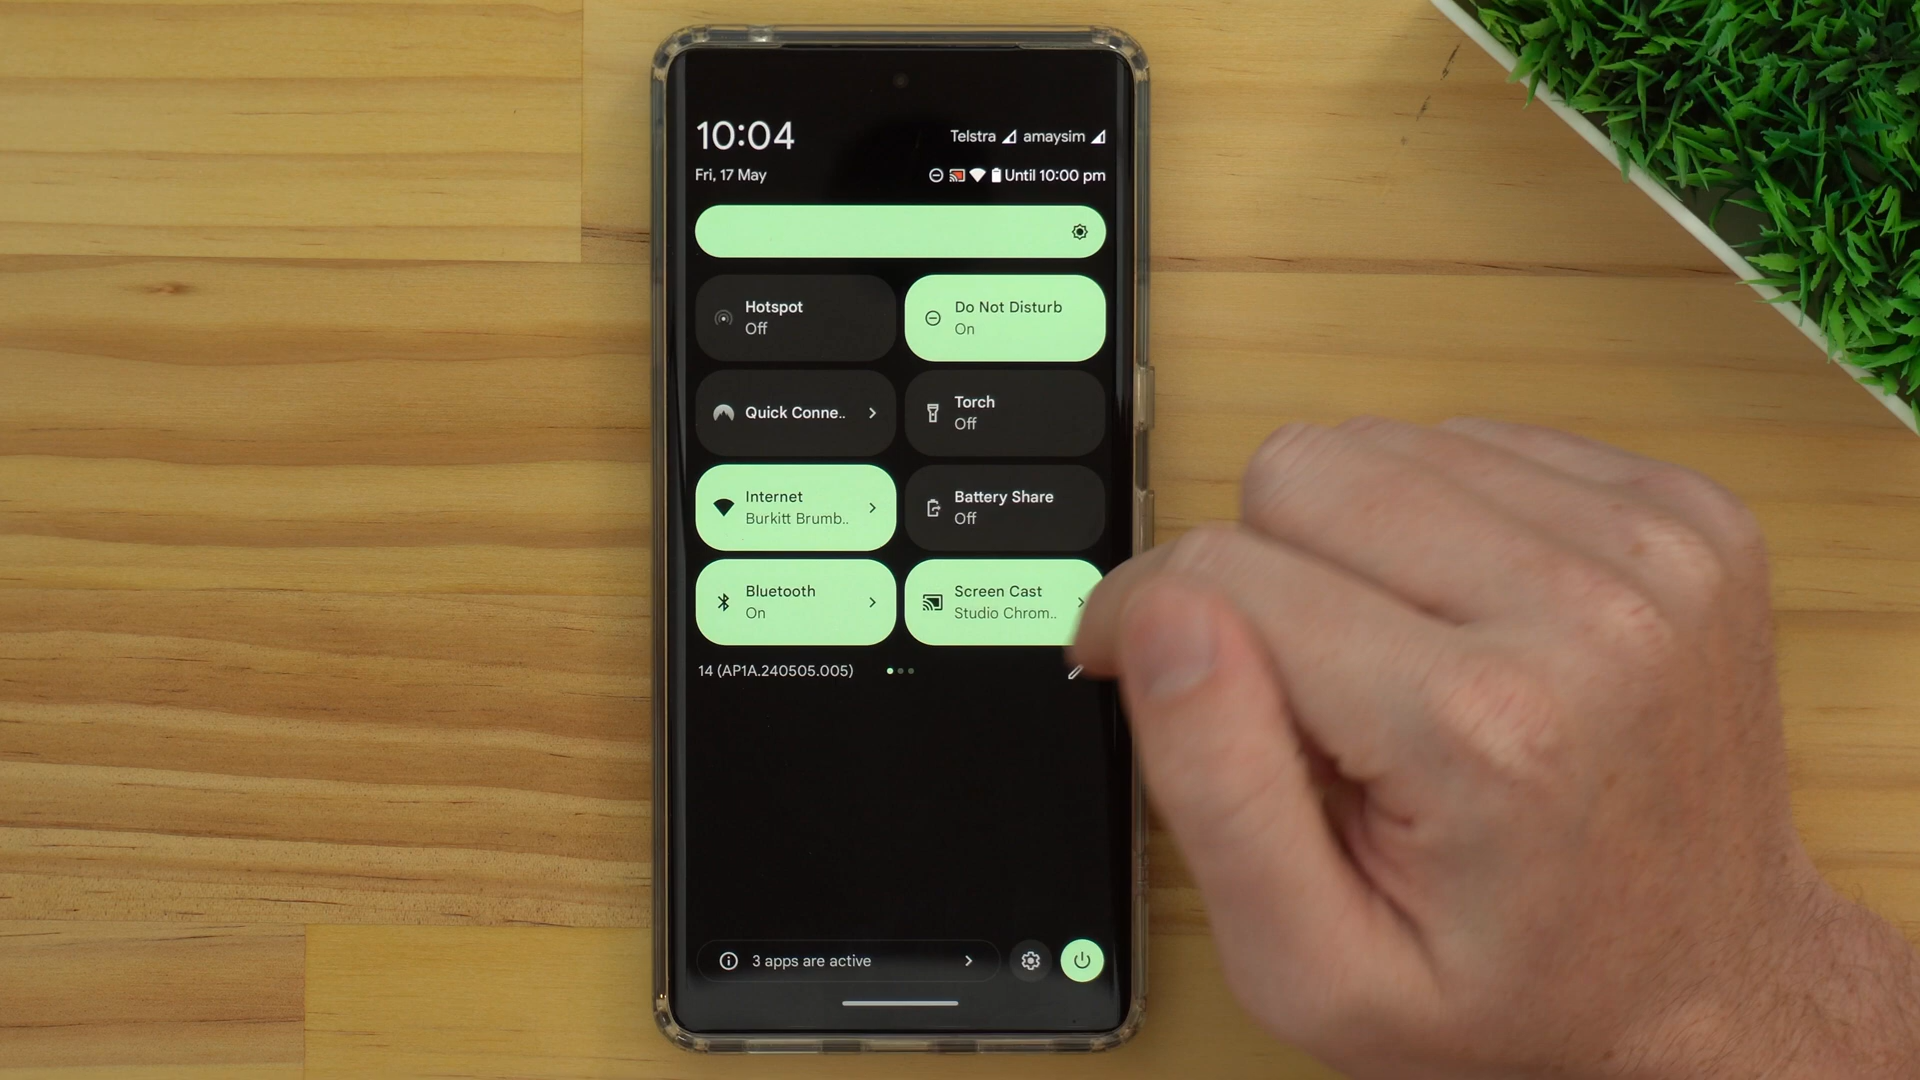 10:04
Telstra amaysim
Fri, 17 May
Until 10:00 pm
Hotspot
Off
Do Not Disturb
On
Quick Conne..
Torch
Off
Internet
Burkitt Brumb..
Battery Share
Off
Bluetooth
On
Screen Cast
Studio Chrom..
14 (AP1A.240505.005)
3 apps are active